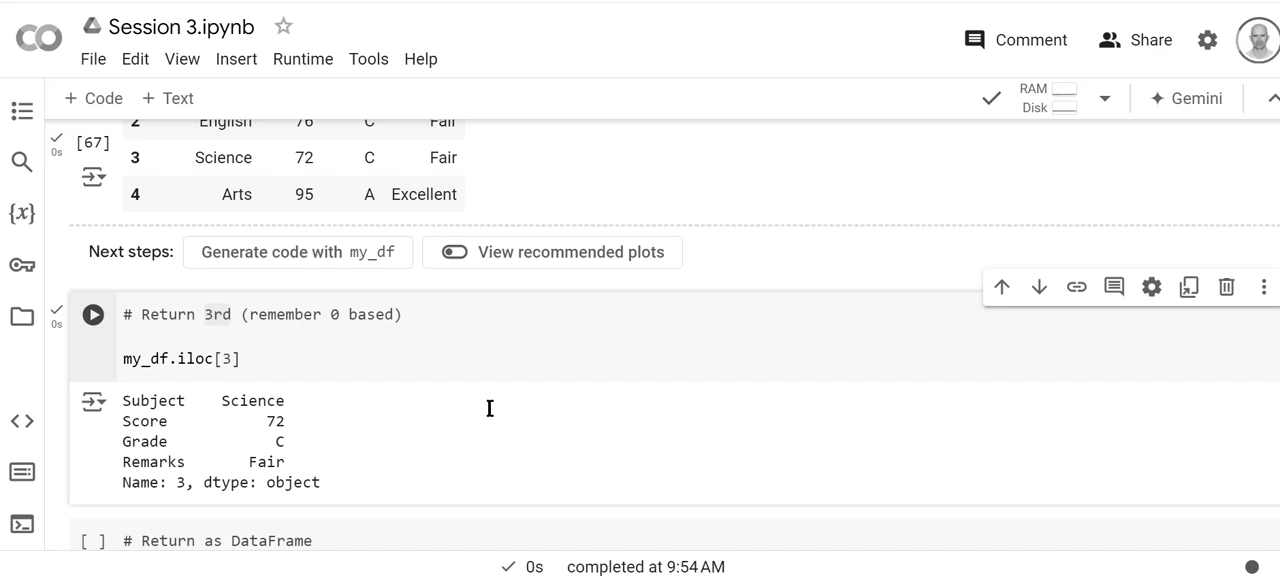 CO
Session 3.ipynb
File Edit View Insert Runtime Tools Help
Comment
Share
+ Code + Text
RAM
Disk
Gemini
[67]
2 English 76 C Fair
3 Science 72 C Fair
4 Arts 95 A Excellent
Next steps: Generate code with my_df View recommended plots
0s
{x}
0s
# Return 3rd (remember 0 based)
my_df.iloc[3]
Subject Science
Score 72
Grade C
Remarks Fair
Name: 3, dtype: object
[ ] # Return as DataFrame
0s completed at 9:54 AM